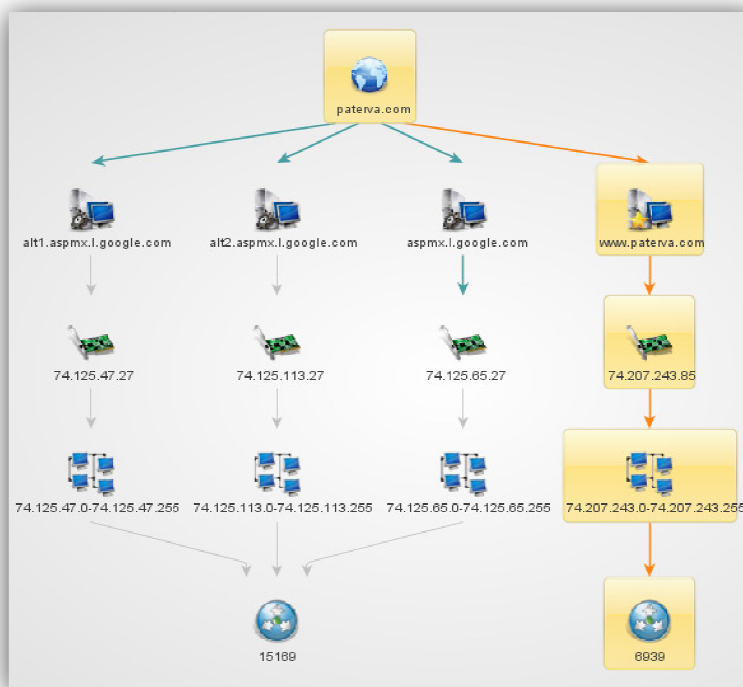 paterva.com
alt1.aspmx.l.google.com
alt2.aspmx.l.google.com
aspmx.l.google.com
www.paterva.com
74.125.47.27
74.125.113.27
74.125.65.27
74.207.243.85
74.125.47.0-74.125.47.255
74.125.113.0-74.125.113.255
74.125.65.0-74.125.65.255
74.207.243.0-74.207.243.255
15169
6939